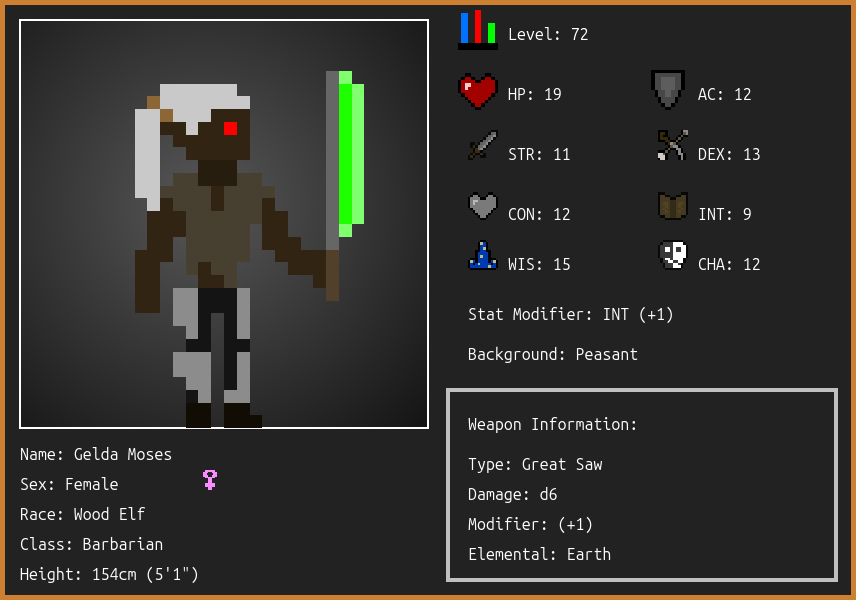 Level: 72
HP: 19
AC: 12
STR: 11
DEX: 13
CON: 12
INT: 9
WIS: 15
CHA: 12
Stat Modifier: INT (+1)
Background: Peasant
Weapon Information:
Type: Great Saw
Damage: d6
Modifier: (+1)
Elemental: Earth
Name: Gelda Moses
Sex: Female
Race: Wood Elf
Class: Barbarian
Height: 154cm (5'1")